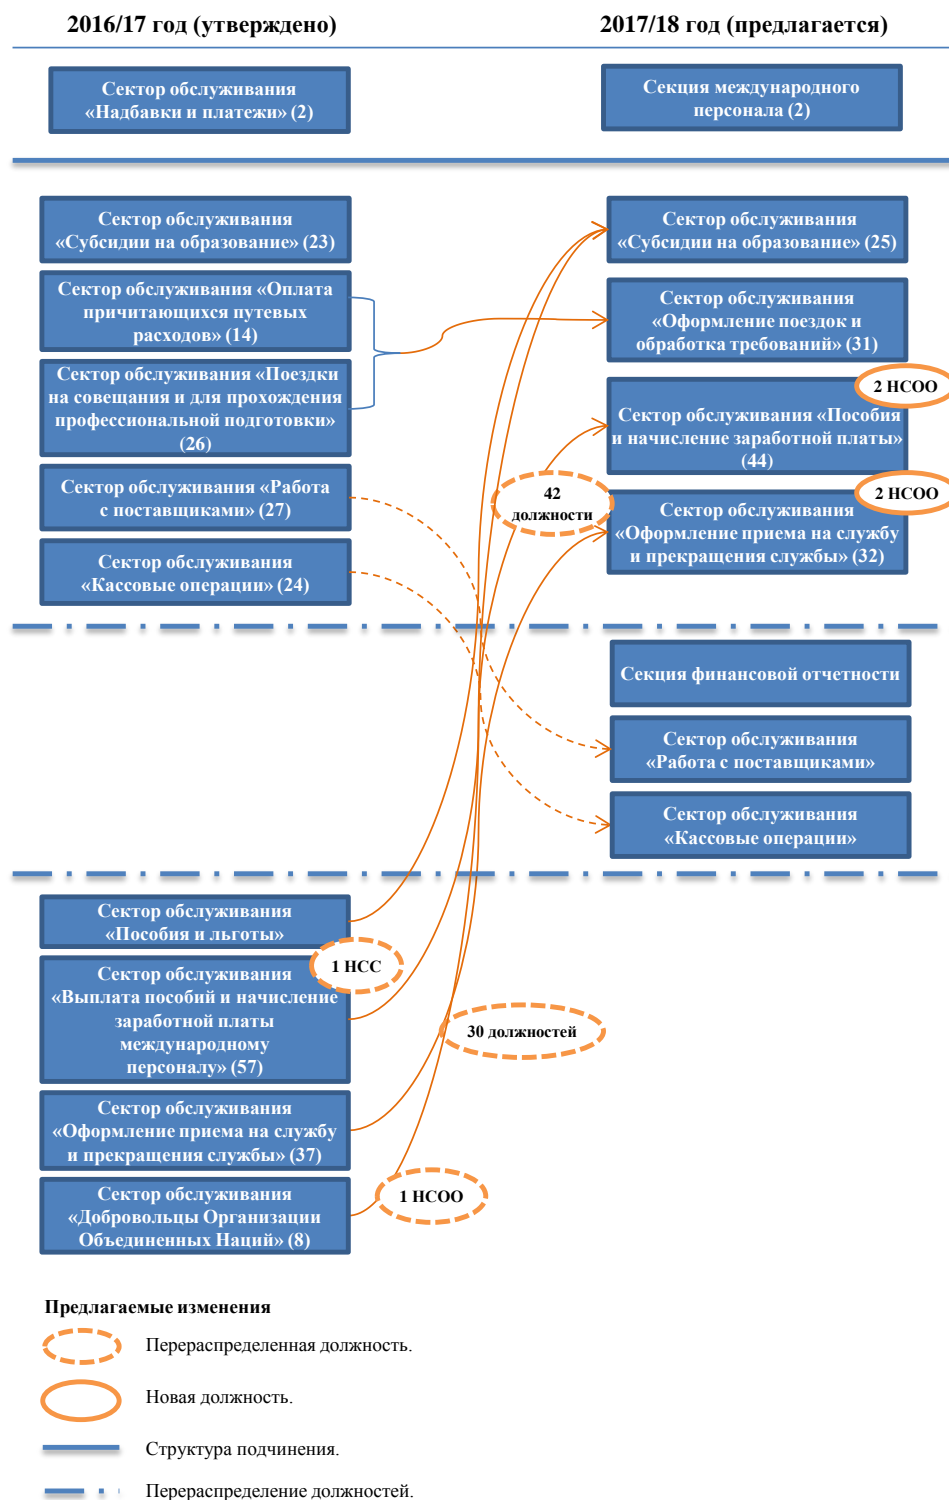 2016/17 год (утверждено)
2017/18 год (предлагается)
Сектор обслуживания
«Надбавки и платежи» (2)
Секция международного
персонала (2)
Сектор обслуживания
«Субсидии на образование» (23)
Сектор обслуживания «Оплата
причитающихся путевых
расходов» (14)
Сектор обслуживания «Поездки
на совещания и для прохождения
профессиональной подготовки»
(26)
Сектор обслуживания «Работа
с поставщиками» (27)
Сектор обслуживания
«Кассовые операции» (24)
Сектор обслуживания
«Субсидии на образование» (25)
Сектор обслуживания
«Оформление поездок и
обработка требований» (31)
2 НСОО
Сектор обслуживания «Пособия
и начисление заработной платы»
(44)
42
должности
2 НСОО
Сектор обслуживания
«Оформление приема на службу
и прекращения службы» (32)
Секция финансовой отчетности
Сектор обслуживания
«Работа с поставщиками»
Сектор обслуживания
«Кассовые операции»
Сектор обслуживания
«Пособия и льготы»
1 НСС
Сектор обслуживания
«Выплата пособий и начисление
заработной платы
международному
персоналу» (57)
30 должностей
Сектор обслуживания
«Оформление приема на службу
и прекращения службы» (37)
Сектор обслуживания
«Добровольцы Организации
Объединенных Наций» (8)
1 НСОО
Предлагаемые изменения
Перераспределенная должность.
Новая должность.
Структура подчинения.
Перераспределение должностей.